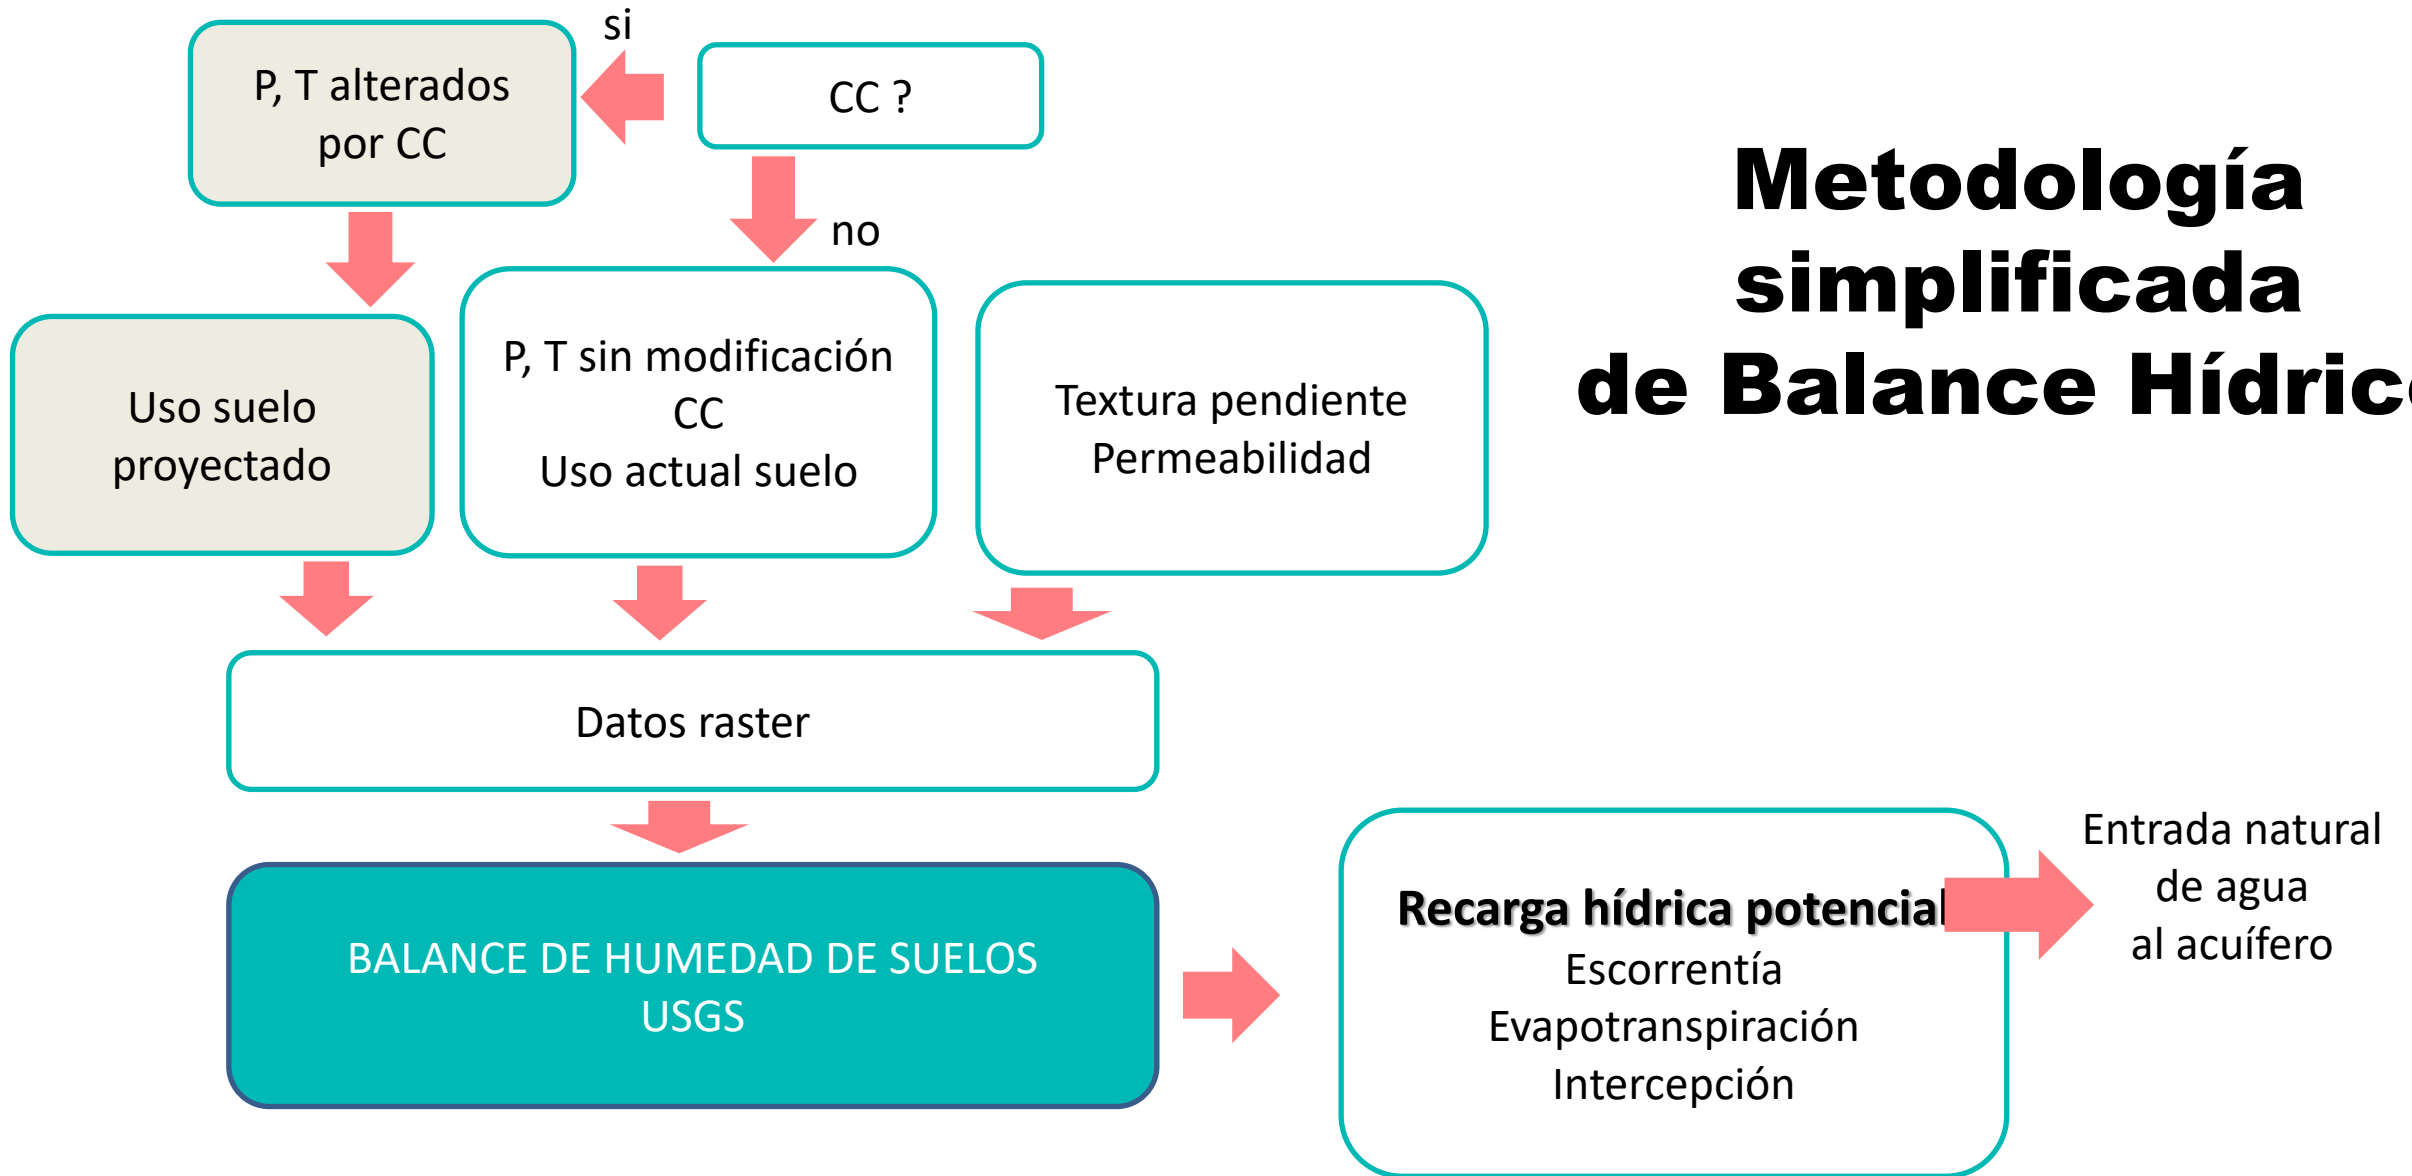 si
P, T alterados
por CC
CC ?
no
Metodología
simplificada
de Balance Hídrico
Uso suelo
proyectado
P, T sin modificación
CC
Uso actual suelo
Textura pendiente
Permeabilidad
Datos raster
BALANCE DE HUMEDAD DE SUELOS
USGS
Recarga hídrica potencial
Escorrentía
Evapotranspiración
Intercepción
Entrada natural
de agua
al acuífero